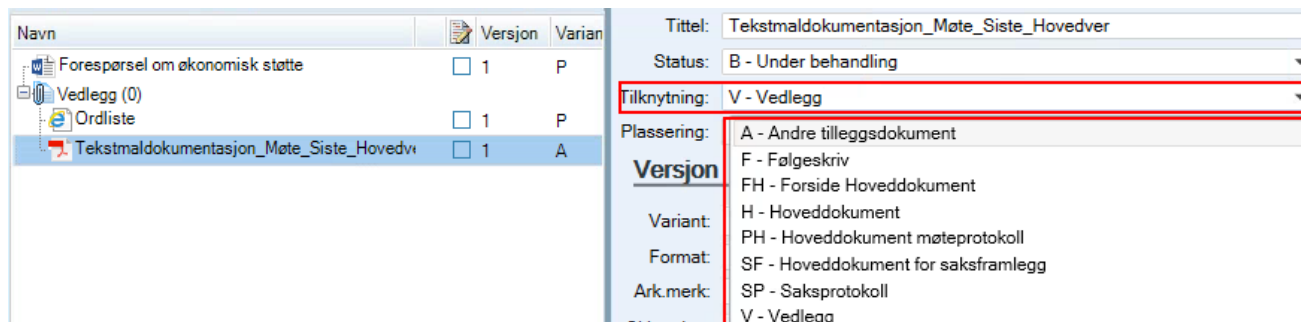 Navn Versjon Varian
Forespørsel om økonomisk støtte 1 P
Vedlegg (0)
Ordliste 1 P
Tekstmaldokumentasjon_Møte_Siste_Hovedve 1 A
Tittel: Tekstmaldokumentasjon_Møte_Siste_Hovedver
Status: B - Under behandling
Tilknytning: V - Vedlegg
Plassering:
A - Andre tilleggsdokument
F - Følgeskriv
FH - Forside Hoveddokument
H - Hoveddokument
PH - Hoveddokument møteprotokoll
SF - Hoveddokument for saksframlegg
SP - Saksprotokoll
V - Vedlegg
Versjon
Variant:
Format:
Ark.merk: